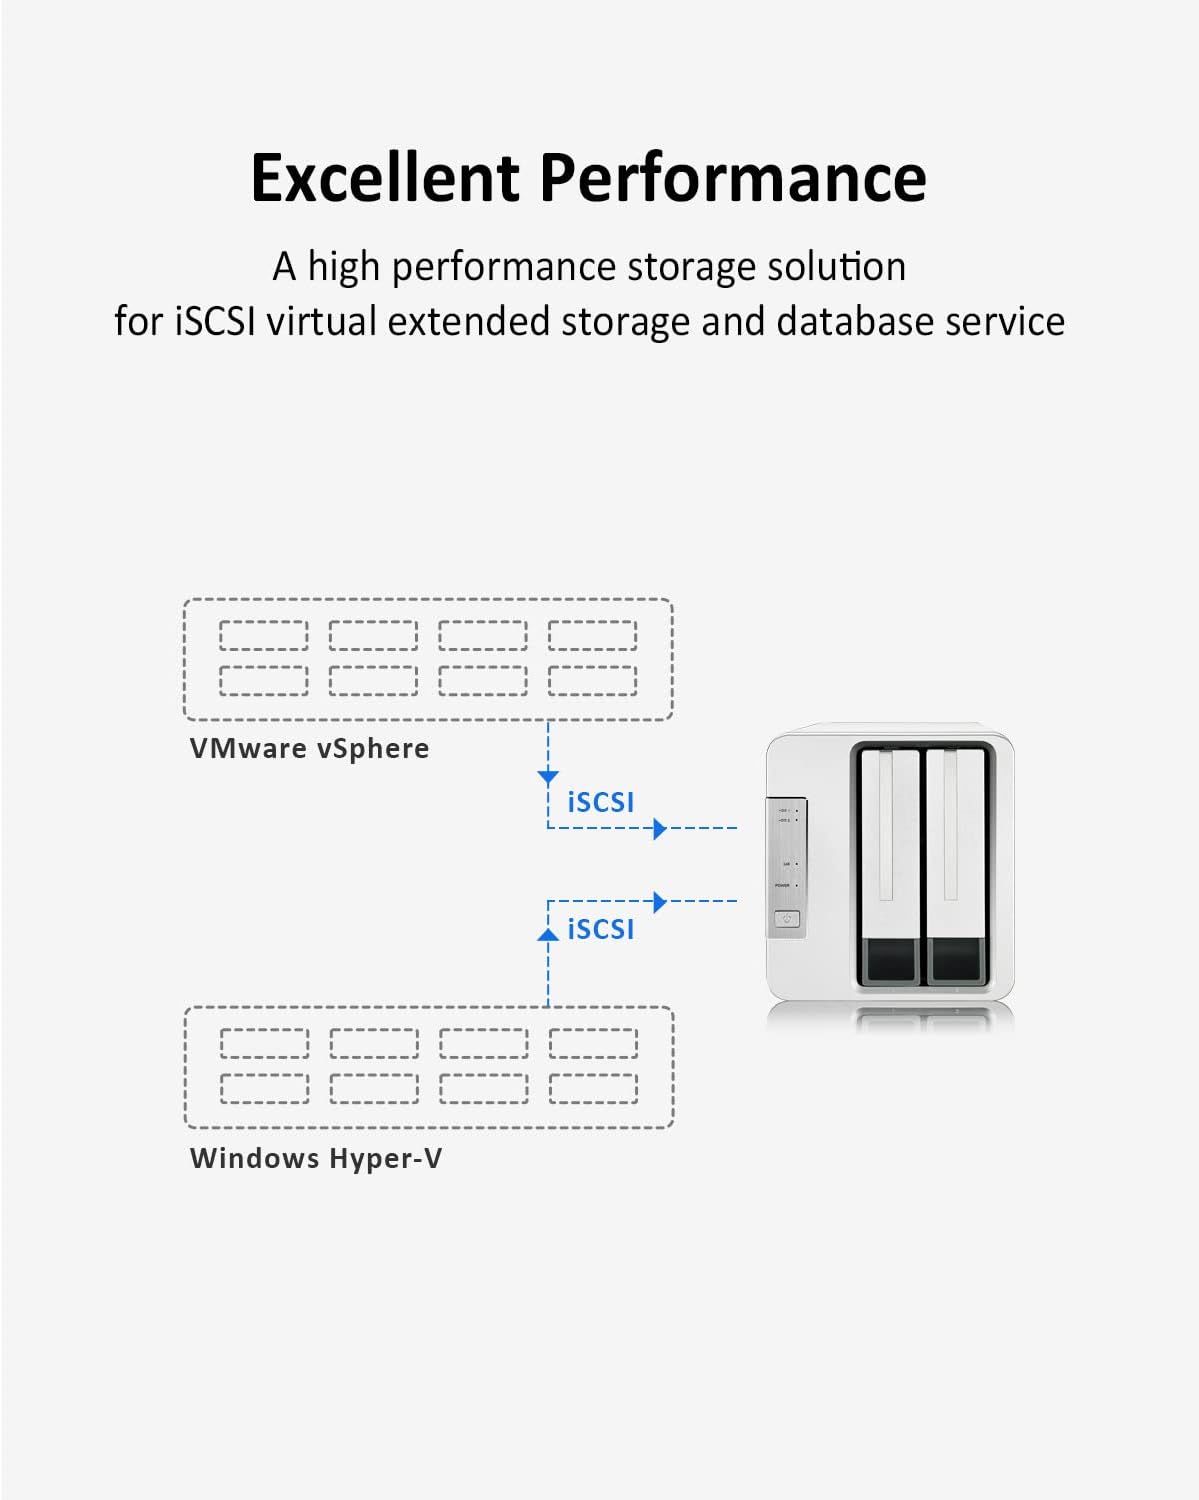 Excellent Performance
A high performance storage solution
for iSCSI virtual extended storage and database service
VMware vSphere
iSCSI
iSCSI
Windows Hyper-V
POWER